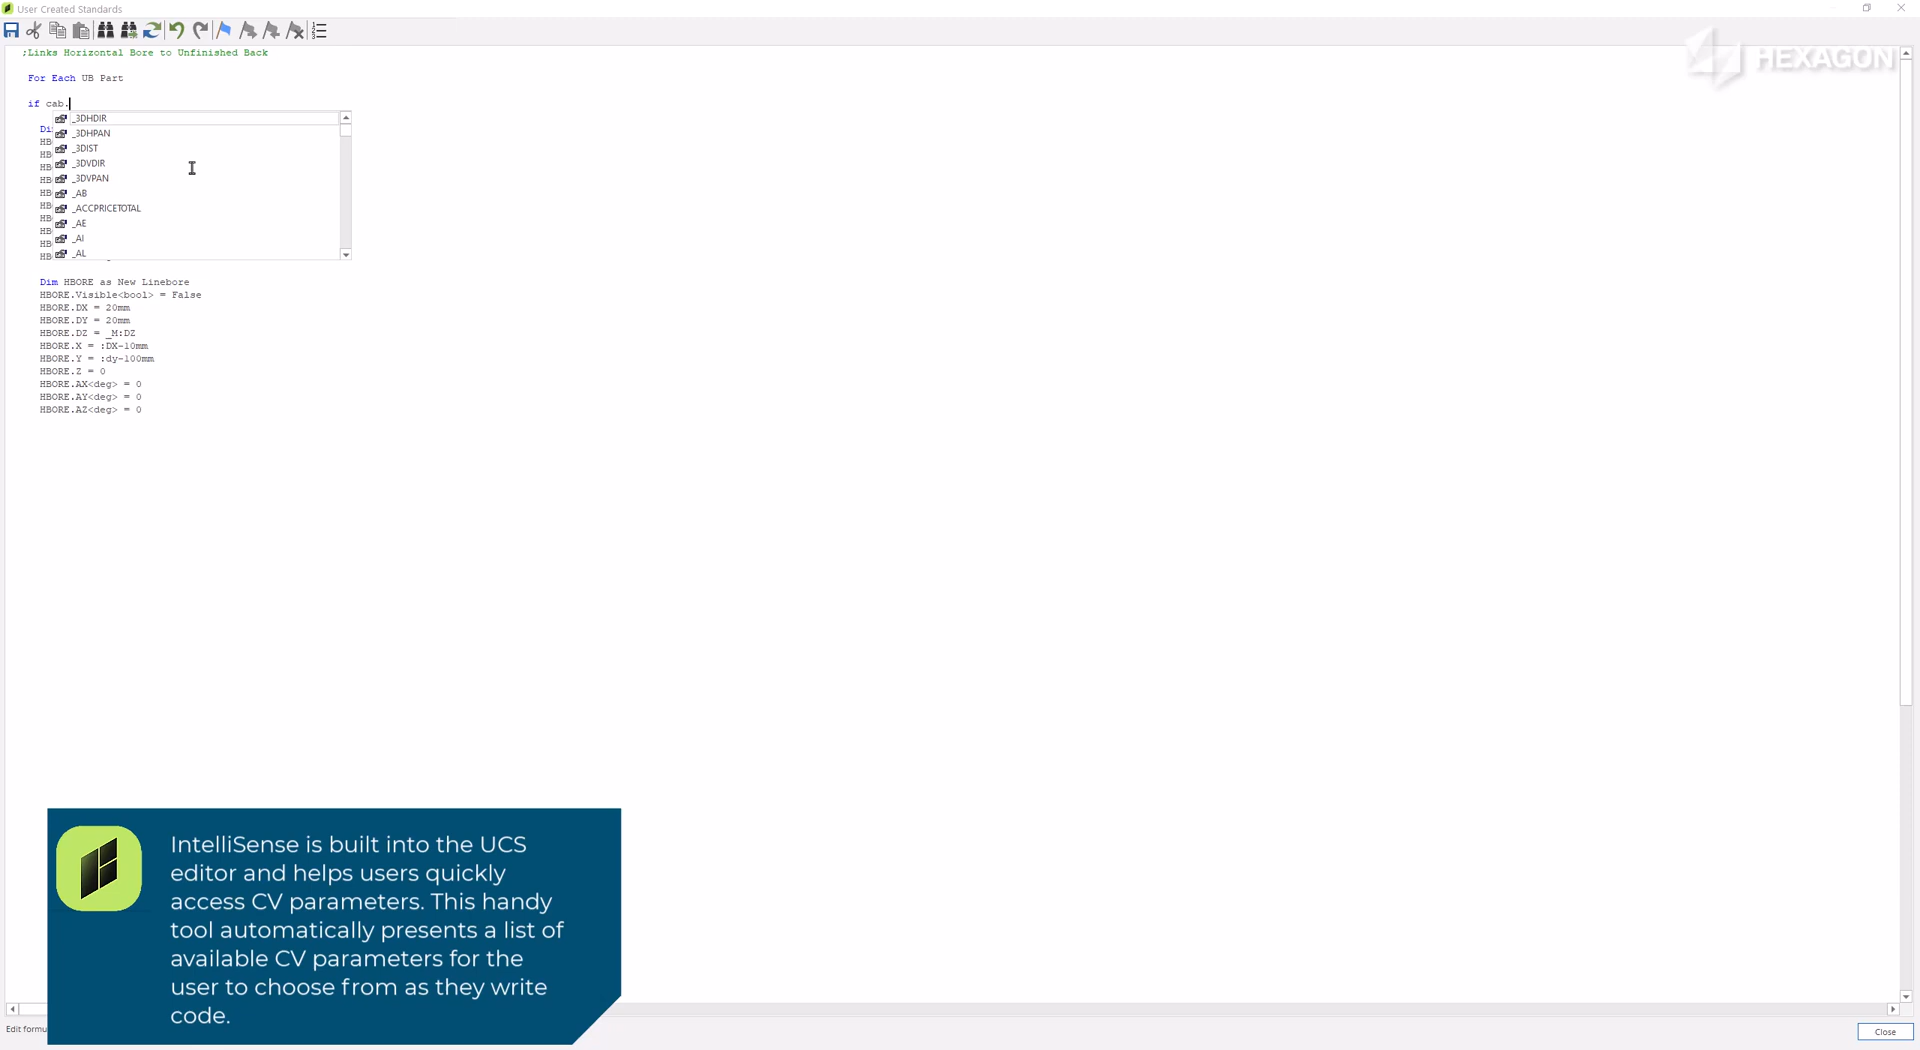 User Created Standards
HEXAGON
;Links Horizontal Bore to Unfinished Back
For Each UB Part
if cab.
_3DHDIR
_3DHPAN
_3DIST
_3DVDIR
_3DVPAN
_AB
_ACCPRICETOTAL
_AE
_AI
_AL
Dim HBORE as New Linebore
HBORE.Visible<bool> = False
HBORE.DX = 20mm
HBORE.DY = 20mm
HBORE.DZ = _M:DZ
HBORE.X = :DX-10mm
HBORE.Y = :dy-100mm
HBORE.Z = 0
HBORE.AX<deg> = 0
HBORE.AY<deg> = 0
HBORE.AZ<deg> = 0
IntelliSense is built into the UCS
editor and helps users quickly
access CV parameters. This handy
tool automatically presents a list of
available CV parameters for the
user to choose from as they write
code.
Edit formu
Close